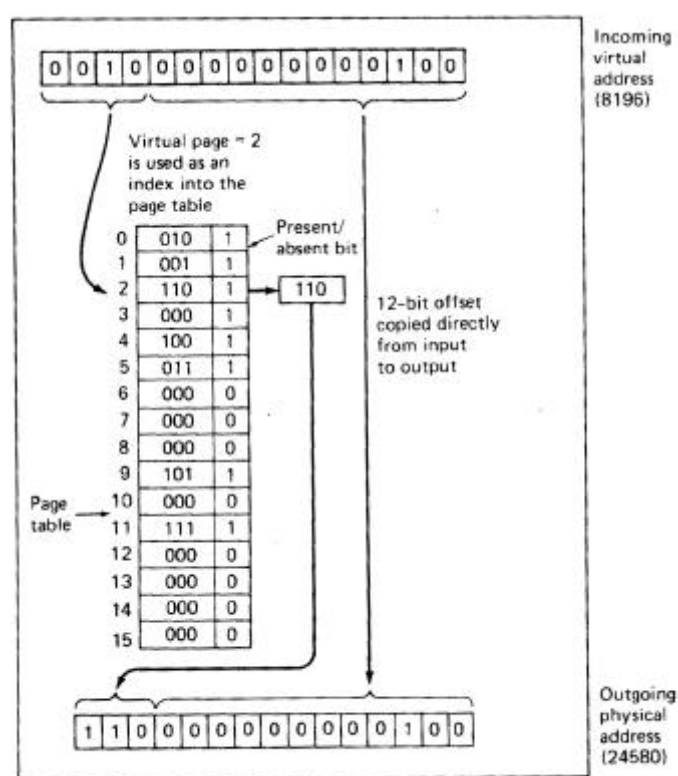 Incoming
virtual
address
(8196)
0 0 1 0 0 0 0 0 0 0 0 0 0 1 0 0
Virtual page = 2
is used as an
index into the
page table
Present/
absent bit
0 010 1
1 001 1
2 110 1 110
3 000 1
4 100 1
5 011 1
6 000 0
7 000 0
8 000 0
9 101 1
10 000 0
11 111 1
12 000 0
13 000 0
14 000 0
15 000 0
12-bit offset
copied directly
from input
to output
Page
table
1 1 0 0 0 0 0 0 0 0 0 0 1 0 0
Outgoing
physical
address
(24580)